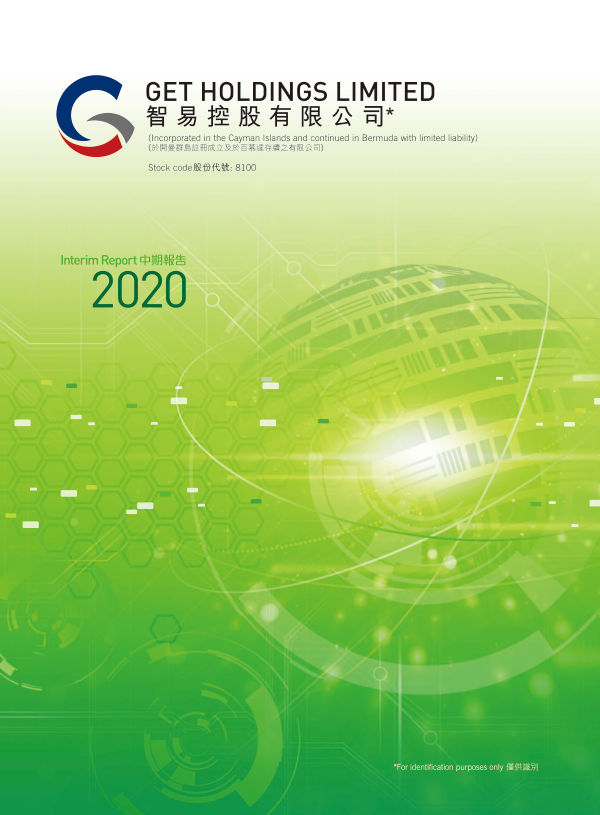 GET HOLDINGS LIMITED
智易控股有限公司*
(Incorporated in the Cayman Islands and continued in Bermuda with limited liability)
(於開曼群島註冊成立及於百慕達存續之有限公司)
Stock code股份代號: 8100
Interim Report 中期報告
2020
*For identification purposes only 僅供識別